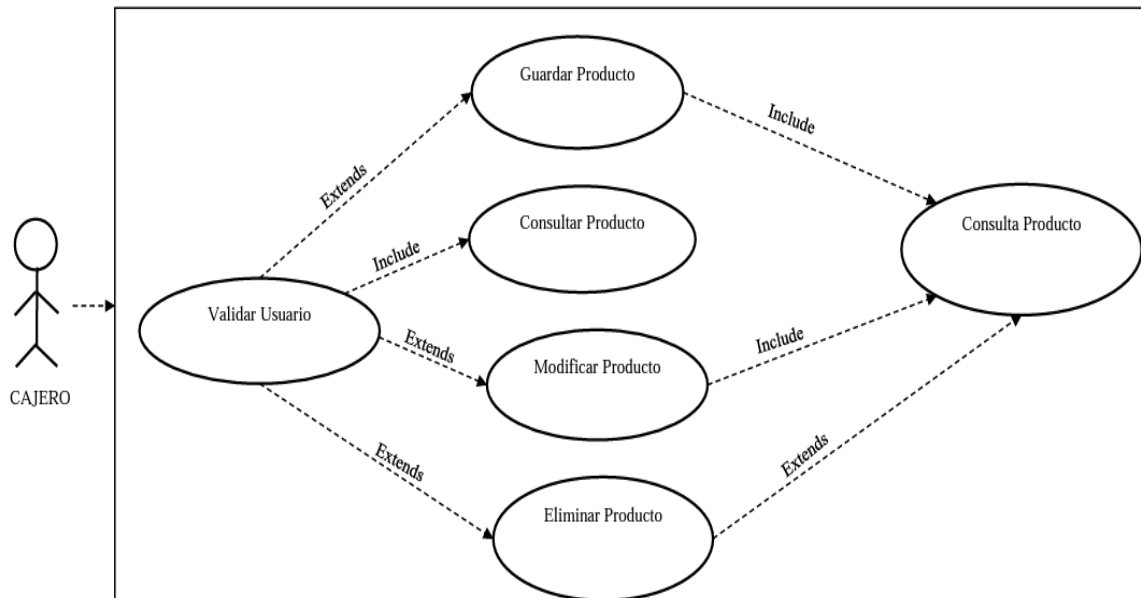 Guardar Producto
Include
Extends
Consultar Producto
Consulta Producto
Include
Validar Usuario
Extends
Modificar Producto
Include
CAJERO
Extends
Extends
Eliminar Producto